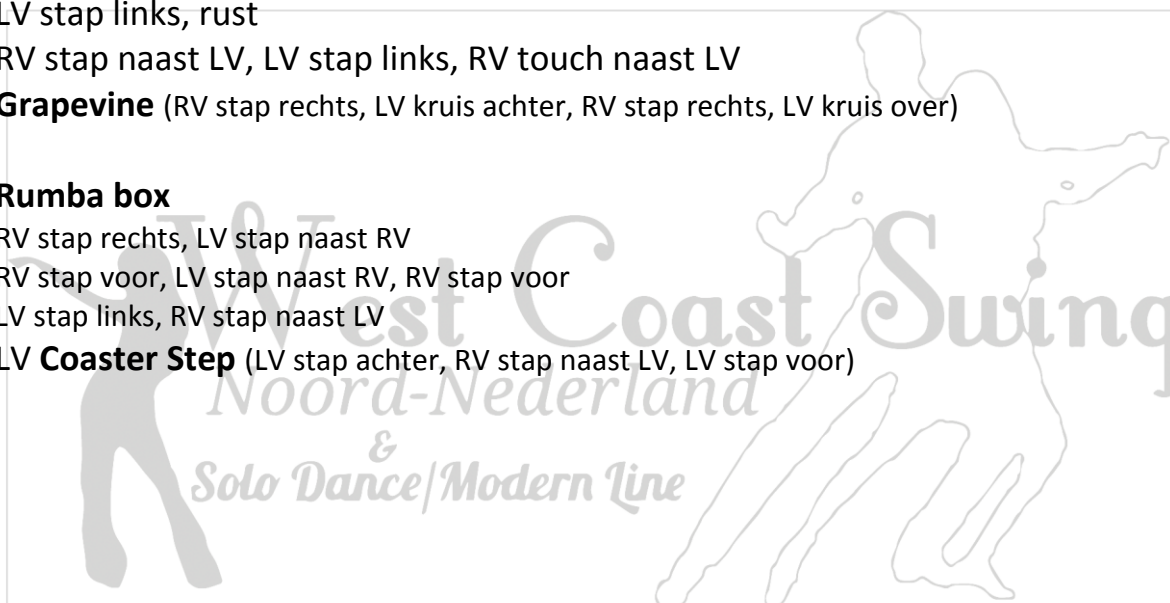 LV stap links, rust
RV stap naast LV, LV stap links, RV touch naast LV
Grapevine (RV stap rechts, LV kruis achter, RV stap rechts, LV kruis over)
Rumba box
RV stap rechts, LV stap naast RV
RV stap voor, LV stap naast RV, RV stap voor
LV stap links, RV stap naast LV
LV Coaster Step (LV stap achter, RV stap naast LV, LV stap voor)
West Coast Swing
Noord-Nederland
&
Solo Dance/Modern Line